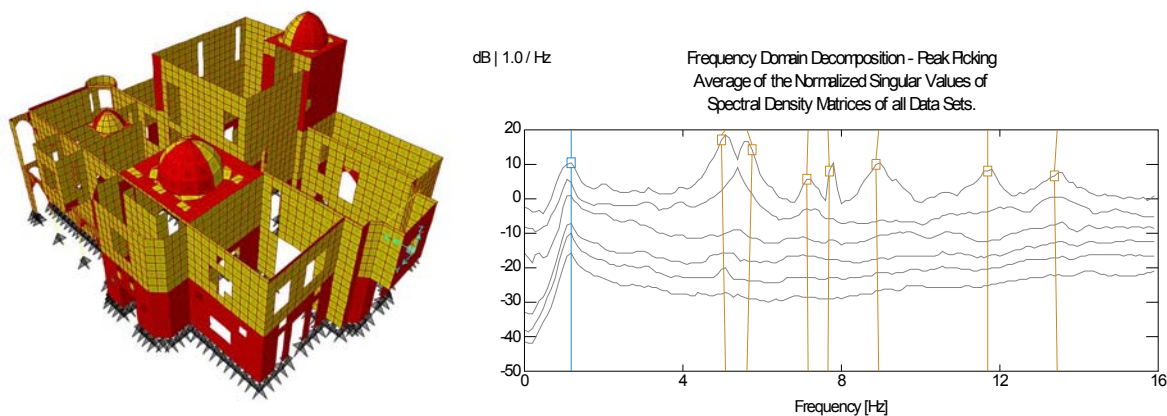 dB | 1.0 / Hz
Frequency Domain Decomposition - Peak Picking
Average of the Normalized Singular Values of
Spectral Density Matrices of all Data Sets.
20
10
0
-10
-20
-30
-50
0
4
8
12
16
Frequency [Hz]